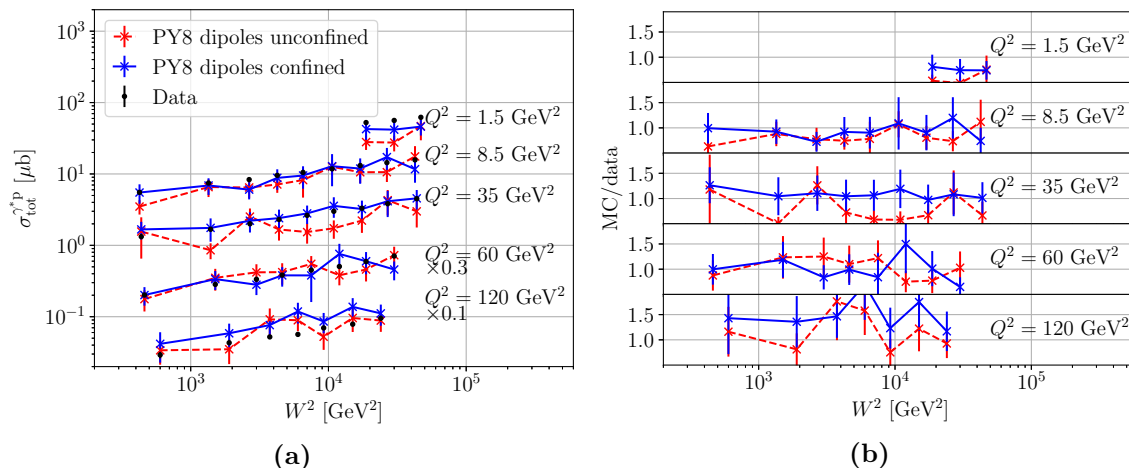 10³
10²
10¹
10⁰
10⁻¹
σ_tot^γ*p [μb]
PY8 dipoles unconfined
PY8 dipoles confined
Data
Q² = 1.5 GeV²
Q² = 8.5 GeV²
Q² = 35 GeV²
Q² = 60 GeV²
×0.3
Q² = 120 GeV²
×0.1
10³ 10⁴ 10⁵
W² [GeV²]
(a)
MC/data
1.5
1.0
Q² = 1.5 GeV²
1.5
1.0
Q² = 8.5 GeV²
1.5
1.0
Q² = 35 GeV²
1.5
1.0
Q² = 60 GeV²
1.5
1.0
Q² = 120 GeV²
10³ 10⁴ 10⁵
W² [GeV²]
(b)